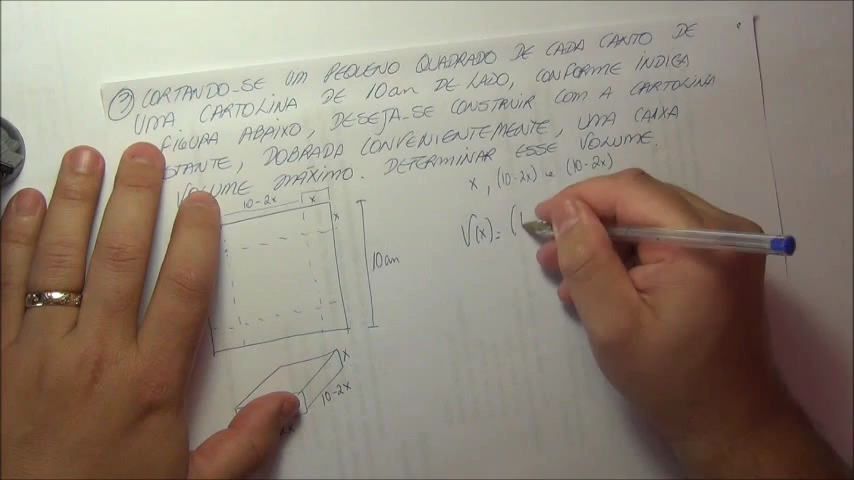 3 CORTANDO-SE UM PEQUENO QUADRADO DE CADA CANTO DE
UMA CARTOLINA DE 10cm DE LADO, CONFORME INDICA
FIGURA ABAIXO, DESEJA-SE CONSTRUIR COM A CARTOLINA
STANTE, DOBRADA CONVENIENTEMENTE, UMA CAIXA
VOLUME MÁXIMO. DETERMINAR ESSE VOLUME.
x, (10-2x) e (10-2x)
10-2x x
x
V(x) = (
10cm
x
10-2x
2x